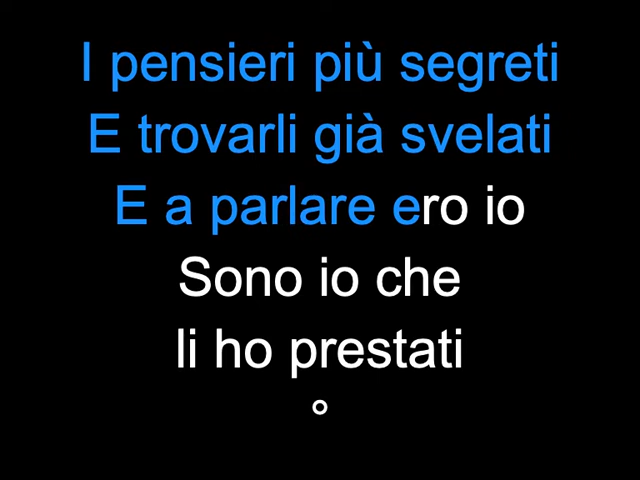 I pensieri più segreti
E trovarli già svelati
E a parlare ero io
Sono io che
li ho prestati
°